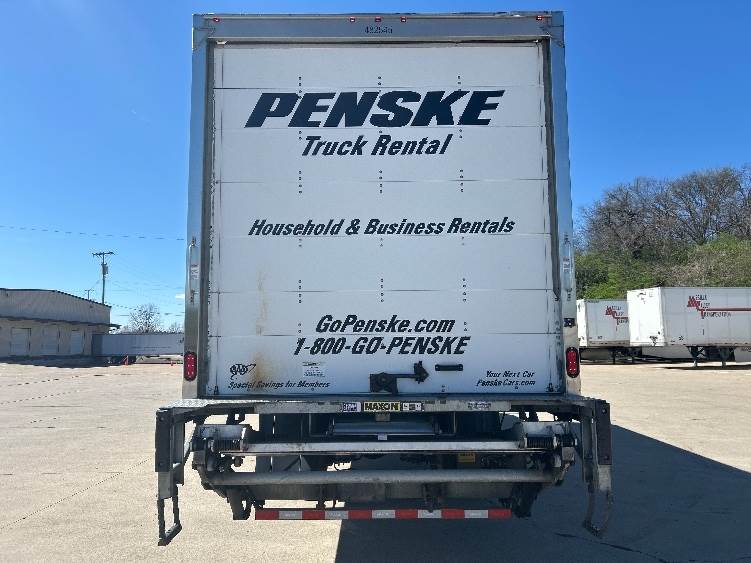 PENSKE
Truck Rental
Household & Business Rentals
GoPenske.com
1-800-GO-PENSKE
AAA
Special Savings for Members
Your Next Car
PenskeCars.com
MAXON